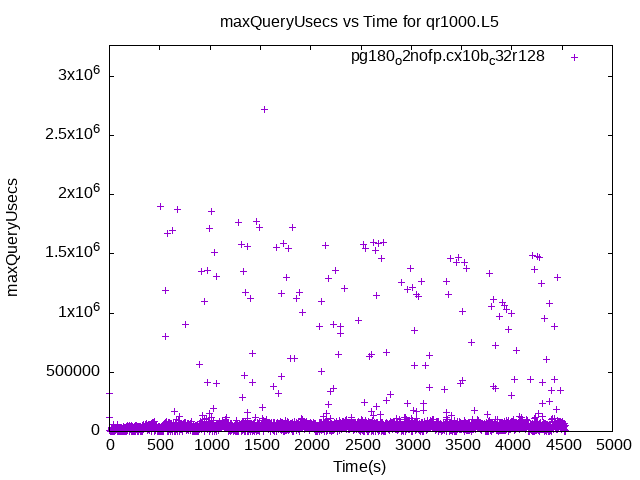 maxQueryUsecs vs Time for qr1000.L5
pg180o2nofp.cx10bc32r128
3x10^6
2.5x10^6
2x10^6
1.5x10^6
1x10^6
500000
0
maxQueryUsecs
0 500 1000 1500 2000 2500 3000 3500 4000 4500 5000
Time(s)